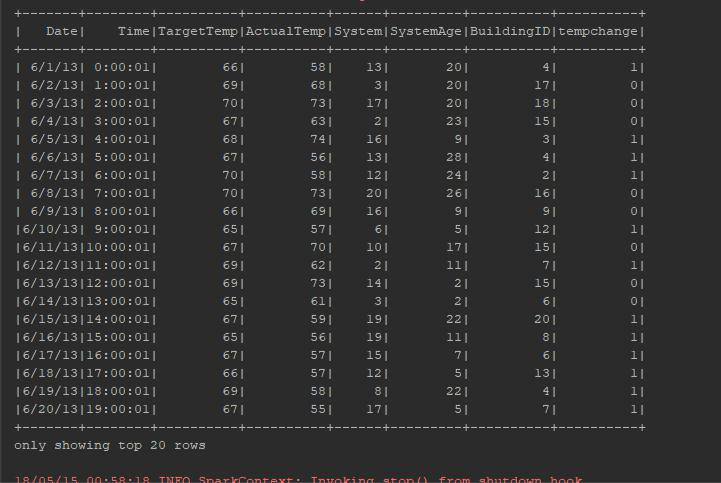 +-------+--------+----------+----------+------+---------+----------+----------+
|   Date|    Time|TargetTemp|ActualTemp|System|SystemAge|BuildingID|tempchange|
+-------+--------+----------+----------+------+---------+----------+----------+
| 6/1/13| 0:00:01|        66|        58|    13|       20|         4|         1|
| 6/2/13| 1:00:01|        69|        68|     3|       20|        17|         0|
| 6/3/13| 2:00:01|        70|        73|    17|       20|        18|         0|
| 6/4/13| 3:00:01|        67|        63|     2|       23|        15|         0|
| 6/5/13| 4:00:01|        68|        74|    16|        9|         3|         1|
| 6/6/13| 5:00:01|        67|        56|    13|       28|         4|         1|
| 6/7/13| 6:00:01|        70|        58|    12|       24|         2|         1|
| 6/8/13| 7:00:01|        70|        73|    20|       26|        16|         0|
| 6/9/13| 8:00:01|        66|        69|    16|        9|         9|         0|
|6/10/13| 9:00:01|        65|        57|     6|        5|        12|         1|
|6/11/13|10:00:01|        67|        70|    10|       17|        15|         0|
|6/12/13|11:00:01|        69|        62|     2|       11|         7|         1|
|6/13/13|12:00:01|        69|        73|    14|        2|        15|         0|
|6/14/13|13:00:01|        65|        61|     3|        2|         6|         0|
|6/15/13|14:00:01|        67|        59|    19|       22|        20|         1|
|6/16/13|15:00:01|        65|        56|    19|       11|         8|         1|
|6/17/13|16:00:01|        67|        57|    15|        7|         6|         1|
|6/18/13|17:00:01|        66|        57|    12|        5|        13|         1|
|6/19/13|18:00:01|        69|        58|     8|       22|         4|         1|
|6/20/13|19:00:01|        67|        55|    17|        5|         7|         1|
+-------+--------+----------+----------+------+---------+----------+----------+
only showing top 20 rows
18/05/15 00:58:18 INFO SparkContext: Invoking stop() from shutdown hook